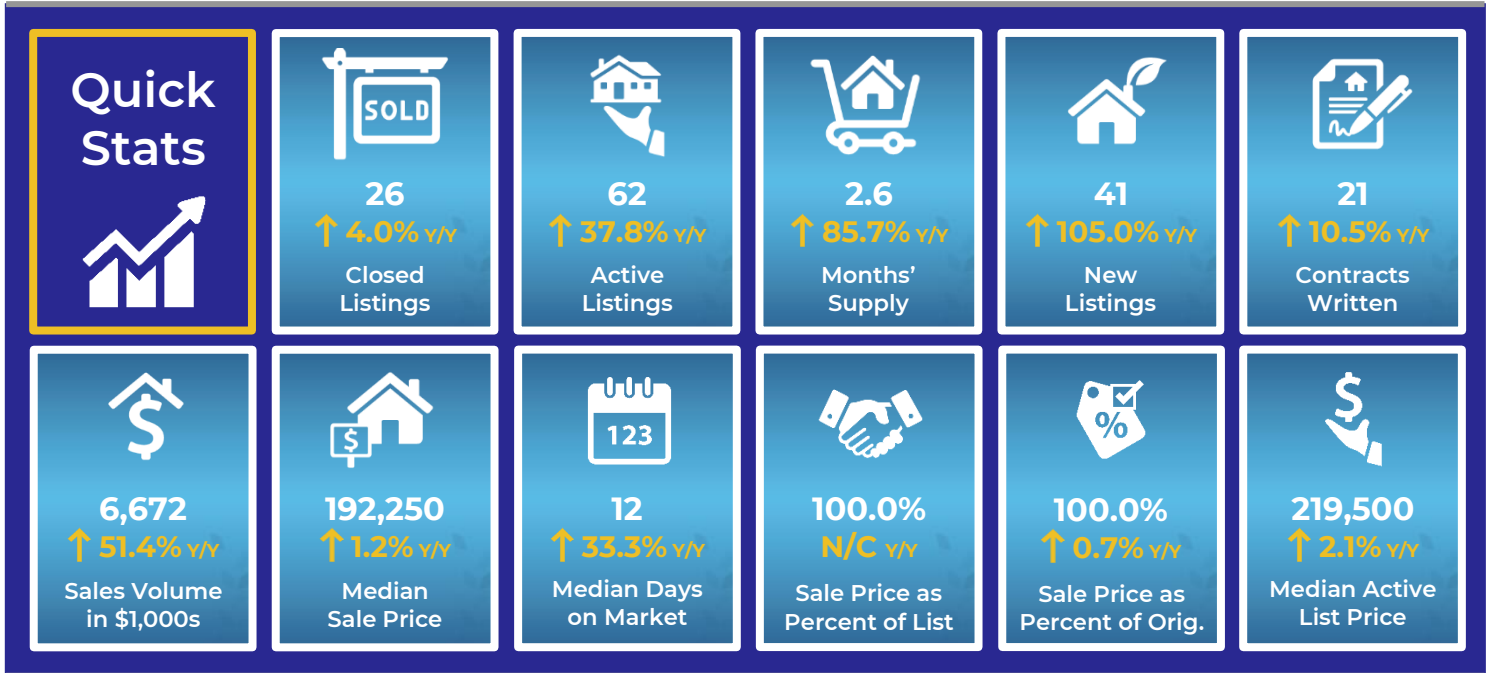 Quick
Stats
SOLD
26
↑ 4.0% Y/Y
Closed
Listings
62
↑ 37.8% Y/Y
Active
Listings
2.6
↑ 85.7% Y/Y
Months’
Supply
41
↑ 105.0% Y/Y
New
Listings
21
↑ 10.5% Y/Y
Contracts
Written
$
6,672
↑ 51.4% Y/Y
Sales Volume
in $1,000s
$
192,250
↑ 1.2% Y/Y
Median
Sale Price
123
12
↑ 33.3% Y/Y
Median Days
on Market
100.0%
N/C Y/Y
Sale Price as
Percent of List
%
100.0%
↑ 0.7% Y/Y
Sale Price as
Percent of Orig.
$
219,500
↑ 2.1% Y/Y
Median Active
List Price